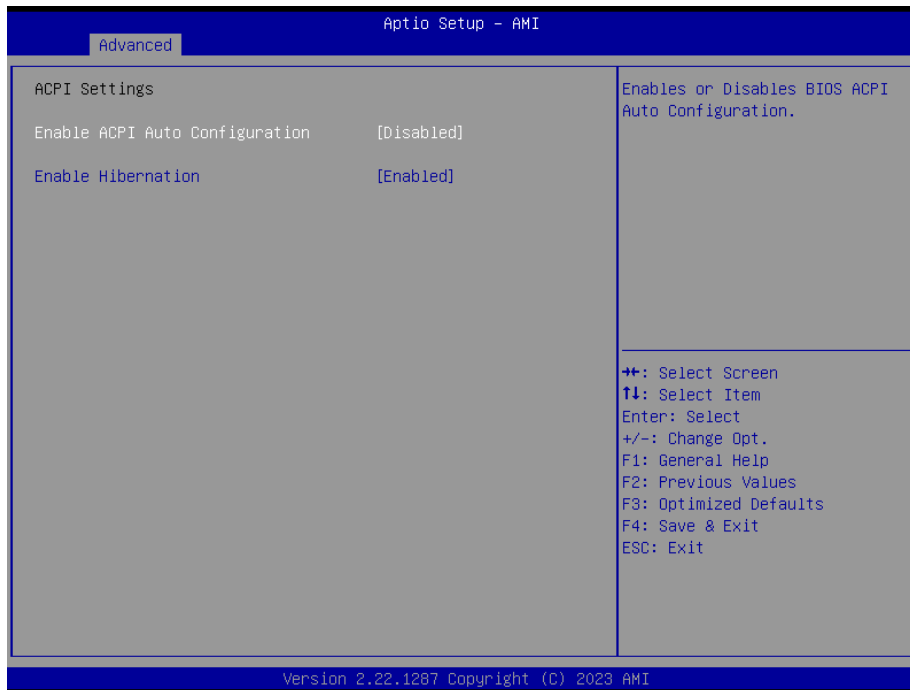 Aptio Setup – AMI
Advanced
ACPI Settings
Enable ACPI Auto Configuration [Disabled]
Enable Hibernation [Enabled]
Enables or Disables BIOS ACPI
Auto Configuration.
→←: Select Screen
↑↓: Select Item
Enter: Select
+/-: Change Opt.
F1: General Help
F2: Previous Values
F3: Optimized Defaults
F4: Save & Exit
ESC: Exit
Version 2.22.1287 Copyright (C) 2023 AMI